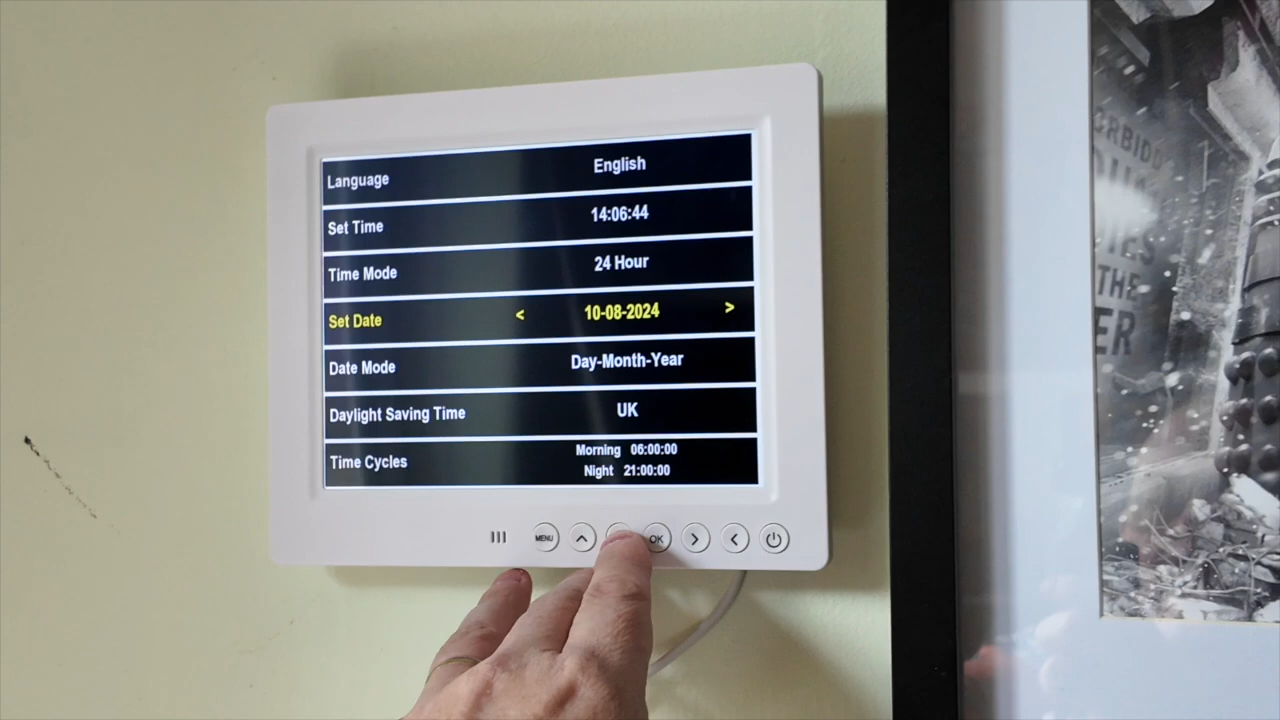 Language English
Set Time 14:06:44
Time Mode 24 Hour
Set Date < 10-08-2024 >
Date Mode Day-Month-Year
Daylight Saving Time UK
Time Cycles Morning 06:00:00
Night 21:00:00
MENU OK
THE